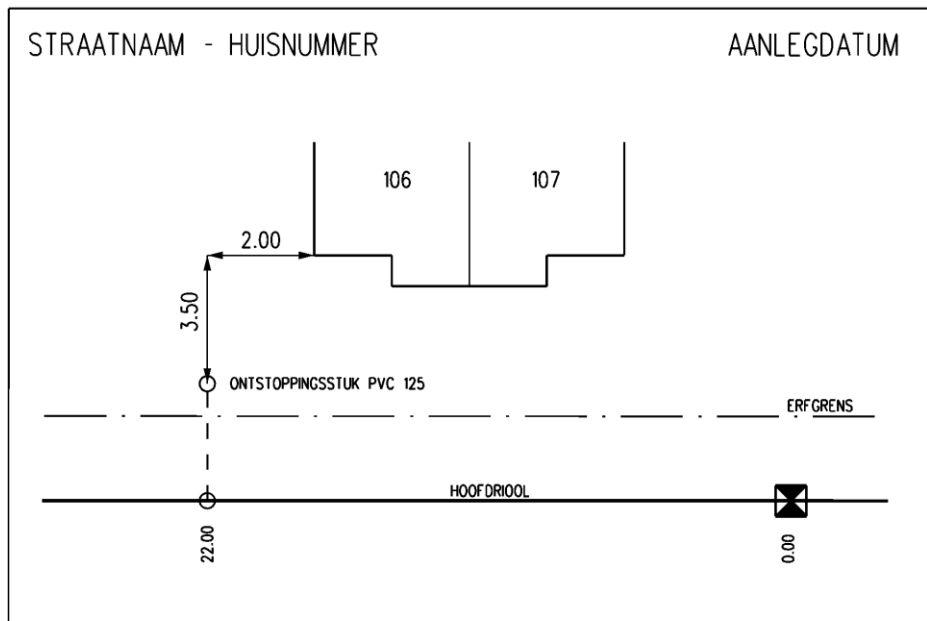 STRAATNAAM - HUISNUMMER
AANLEGDATUM
106
107
2.00
3.50
ONTSTOPPINGSSTUK PVC 125
ERFGRENS
HOOFDRIOOL
22.00
0.00